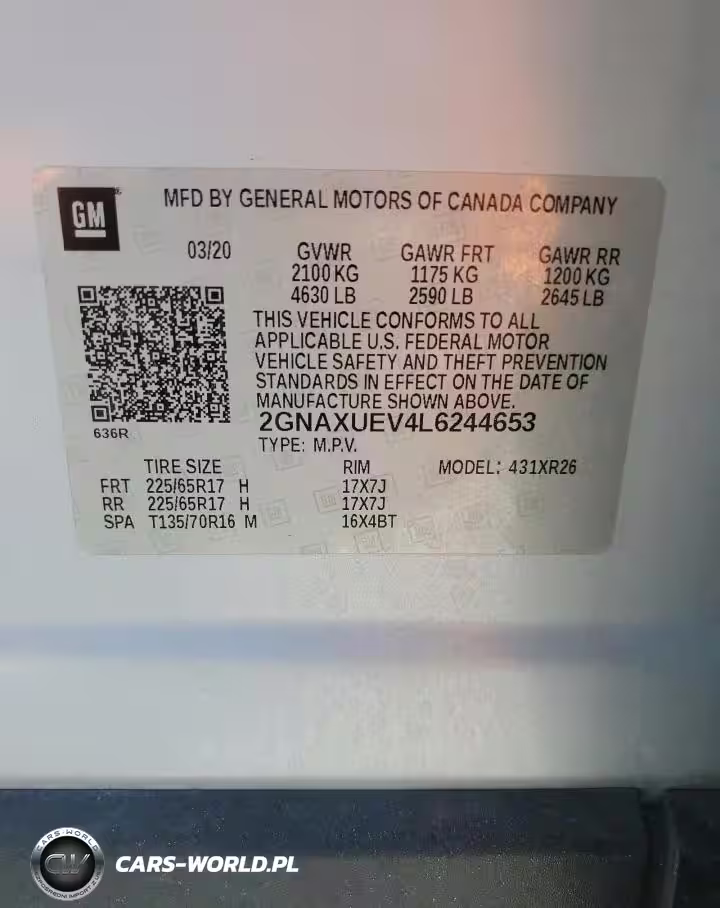 GM
MFD BY GENERAL MOTORS OF CANADA COMPANY
03/20 GVWR GAWR FRT GAWR RR
2100 KG 1175 KG 1200 KG
4630 LB 2590 LB 2645 LB
THIS VEHICLE CONFORMS TO ALL
APPLICABLE U.S. FEDERAL MOTOR
VEHICLE SAFETY AND THEFT PREVENTION
STANDARDS IN EFFECT ON THE DATE OF
MANUFACTURE SHOWN ABOVE.
636R
2GNAXUEV4L6244653
TYPE: M.P.V.
TIRE SIZE RIM MODEL: 431XR26
FRT 225/65R17 H 17X7J
RR 225/65R17 H 17X7J
SPA T135/70R16 M 16X4BT
CARS-WORLD
CW
CARS-WORLD.PL